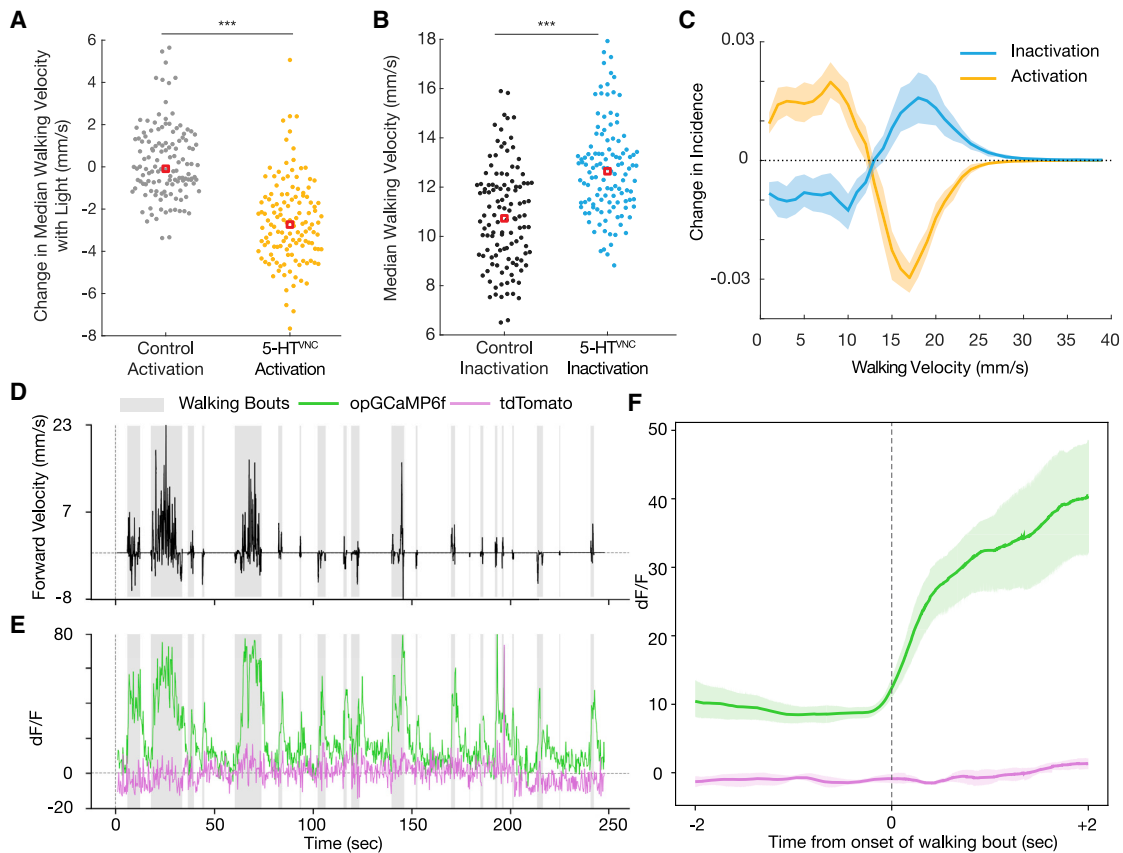 A
***
Change in Median Walking Velocity
with Light (mm/s)
6
4
2
0
-2
-4
-6
-8
Control
Activation
5-HTVNC
Activation
B
***
Median Walking Velocity (mm/s)
18
16
14
12
10
8
6
Control
Inactivation
5-HTVNC
Inactivation
C
Inactivation
Activation
Change in Incidence
0.03
0
-0.03
0 5 10 15 20 25 30 35 40
Walking Velocity (mm/s)
D
Walking Bouts opGCaMP6f tdTomato
Forward Velocity (mm/s)
23
7
-8
E
dF/F
80
0
-20
0 50 100 150 200 250
Time (sec)
F
dF/F
50
40
30
20
10
0
-2 0 +2
Time from onset of walking bout (sec)